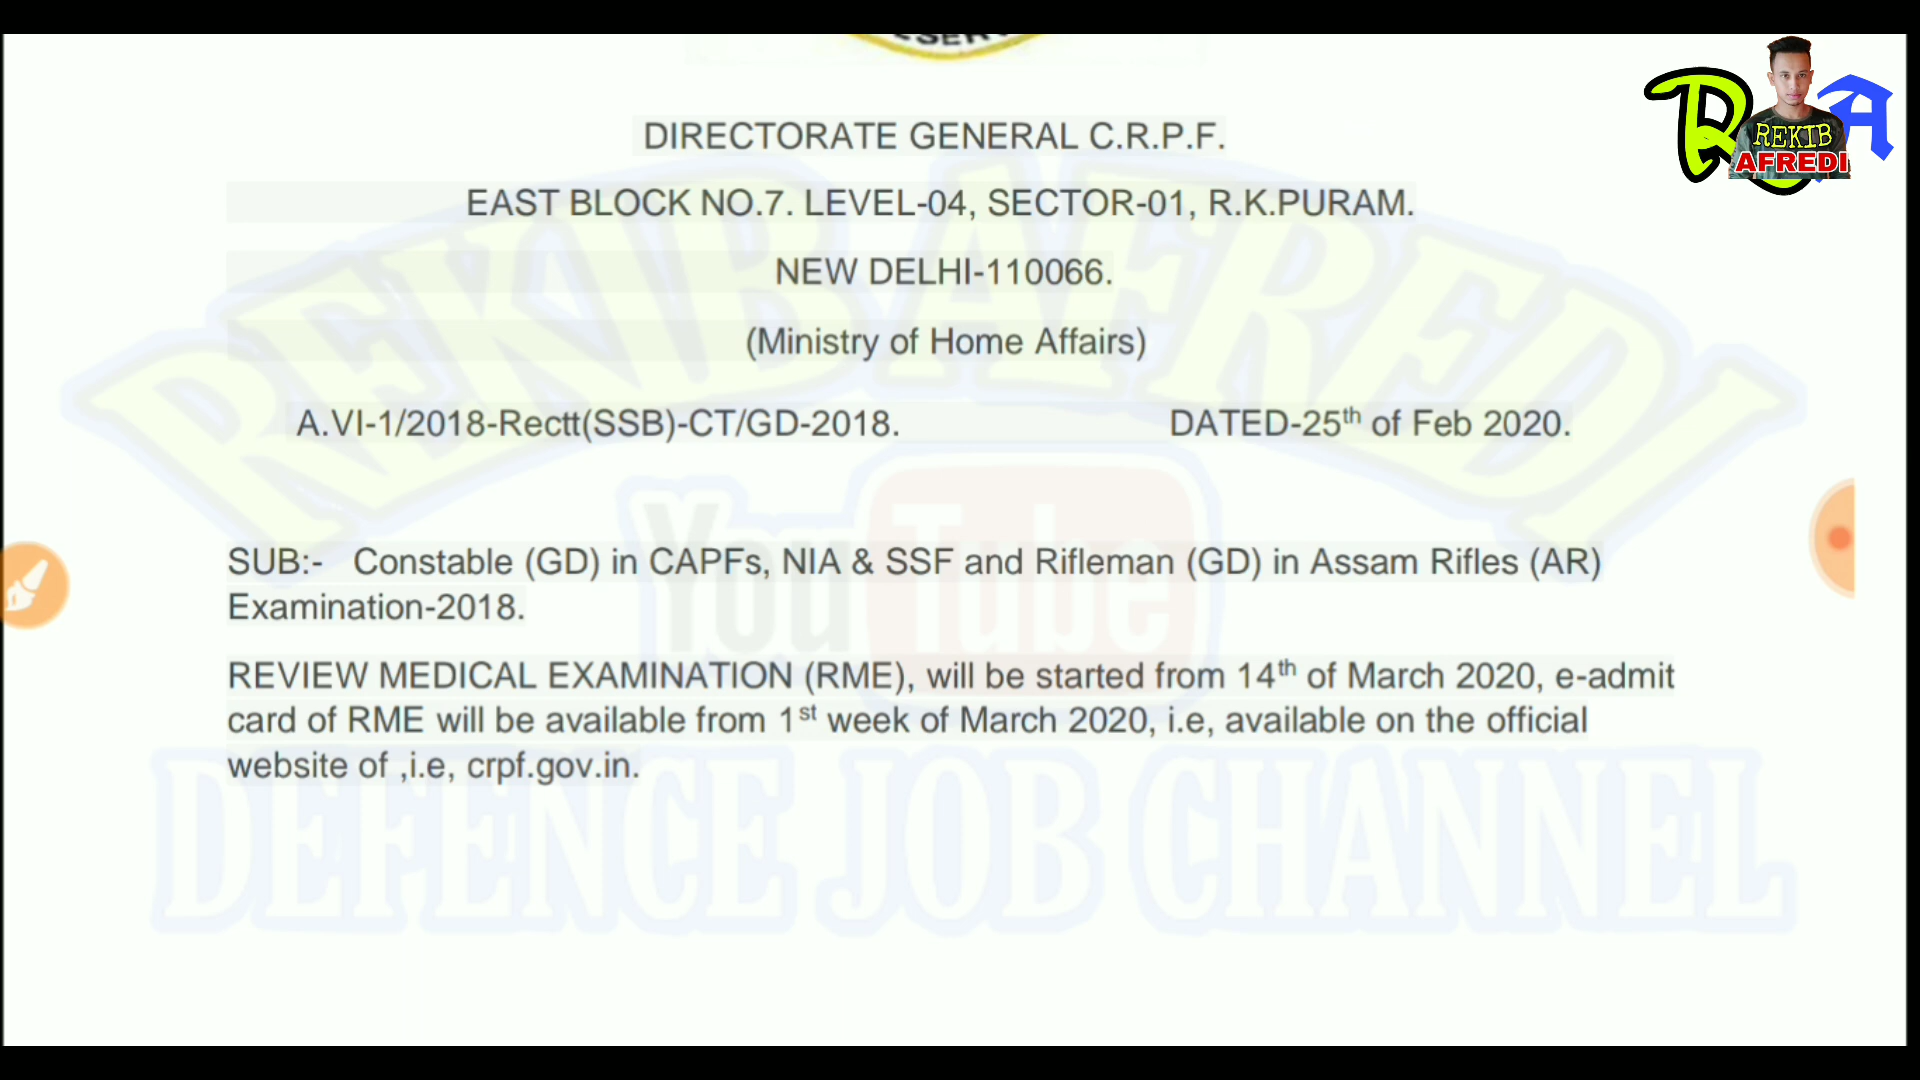 DIRECTORATE GENERAL C.R.P.F.
EAST BLOCK NO.7. LEVEL-04, SECTOR-01, R.K.PURAM.
NEW DELHI-110066.
(Ministry of Home Affairs)
A.VI-1/2018-Rectt(SSB)-CT/GD-2018. DATED-25th of Feb 2020.
SUB:- Constable (GD) in CAPFs, NIA & SSF and Rifleman (GD) in Assam Rifles (AR)
Examination-2018.
REVIEW MEDICAL EXAMINATION (RME), will be started from 14th of March 2020, e-admit
card of RME will be available from 1st week of March 2020, i.e, available on the official
website of ,i.e, crpf.gov.in.
REKIB AFREDI
YouTube
DEFENCE JOB CHANNEL
R A
REKIB
AFREDI